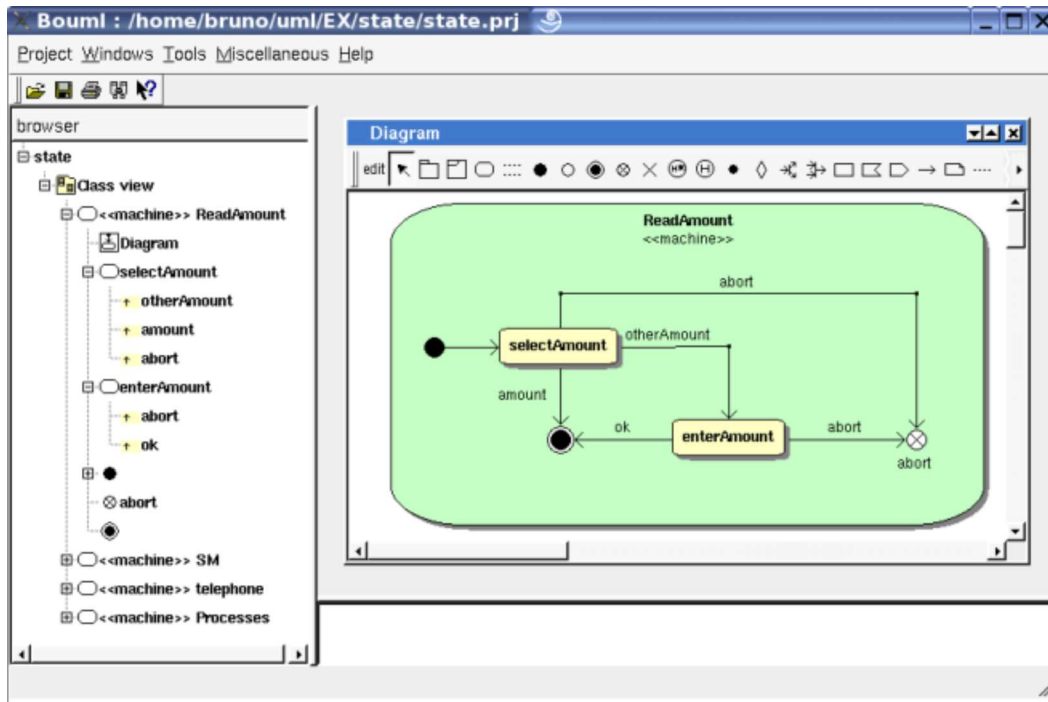 Bouml : /home/bruno/uml/EX/state/state.prj
Project Windows Tools Miscellaneous Help
browser
state
Class view
<<machine>> ReadAmount
Diagram
selectAmount
otherAmount
amount
abort
enterAmount
abort
ok
abort
<<machine>> SM
<<machine>> telephone
<<machine>> Processes
Diagram
edit
ReadAmount
<<machine>>
abort
selectAmount
otherAmount
amount
ok
enterAmount
abort
abort